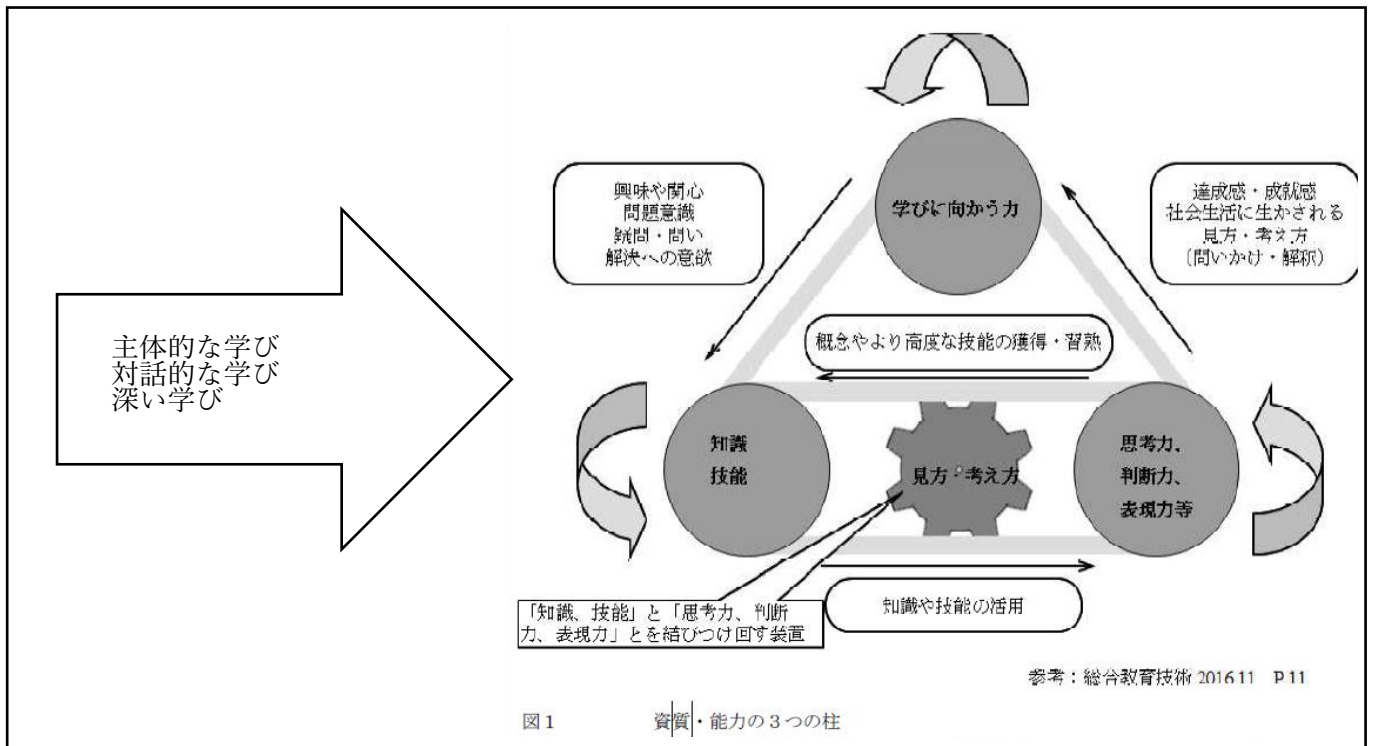 学びに向かう力
興味や関心
問題意識
疑問・問い
解決への意欲
達成感・成就感
社会生活に生かされる
見方・考え方
（問いかけ・解釈）
主体的な学び
対話的な学び
深い学び
概念やより高度な技能の獲得・習熟
知識
技能
見方・考え方
思考力、
判断力、
表現力等
知識や技能の活用
「知識、技能」と「思考力、判断
力、表現力」とを結びつけ回す装置
参考：総合教育技術 2016 11 P 11
図１ 資質・能力の３つの柱